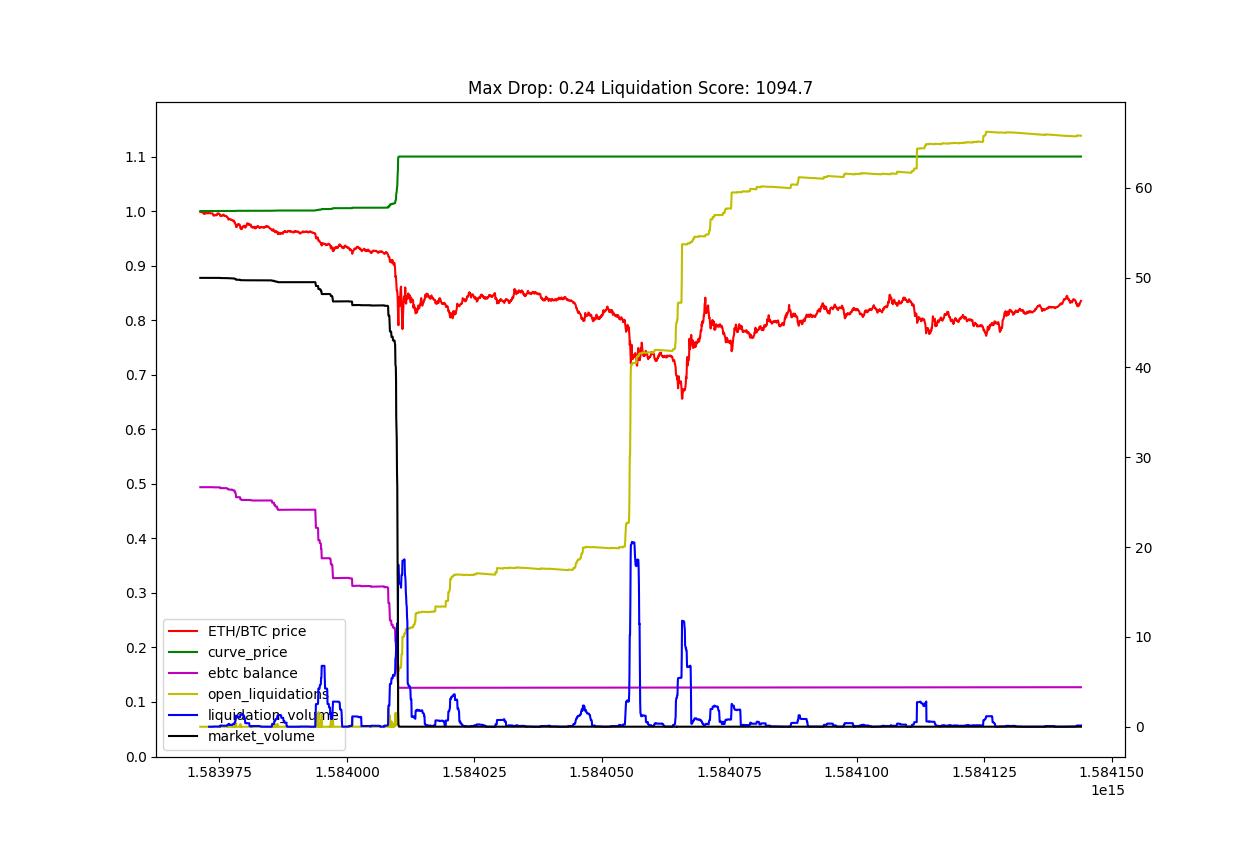 Max Drop: 0.24 Liquidation Score: 1094.7
1.1
1.0
0.9
0.8
0.7
0.6
0.5
0.4
0.3
0.2
0.1
0.0
60
50
40
30
20
10
0
ETH/BTC price
curve_price
ebtc balance
open_liquidations
liquidation_volume
market_volume
1.583975 1.584000 1.584025 1.584050 1.584075 1.584100 1.584125 1.584150
1e15